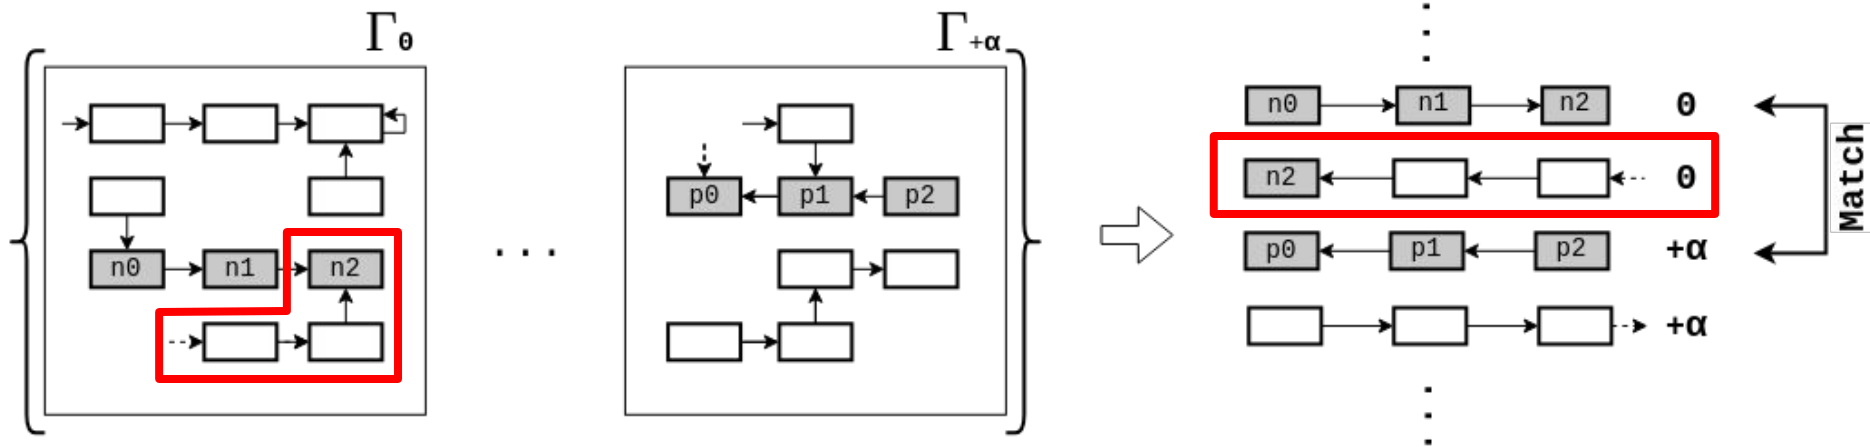 Γ0
Γ+α
n0 n1 n2
p0 p1 p2
...
n0 n1 n2 0
n2 0
p0 p1 p2 +α
+α
Match